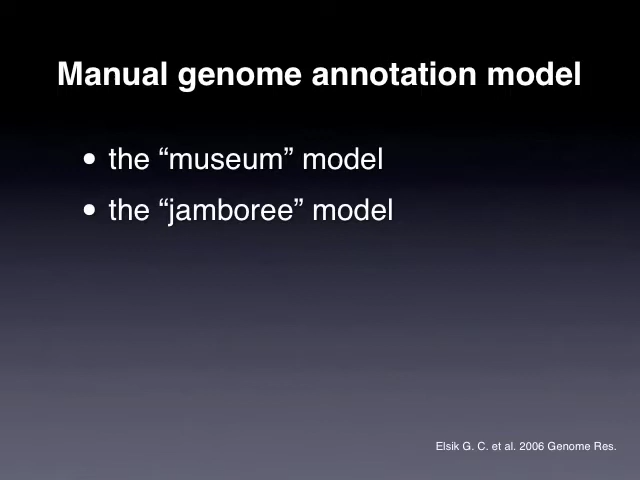 Manual genome annotation model
• the “museum” model
• the “jamboree” model
Elsik G. C. et al. 2006 Genome Res.